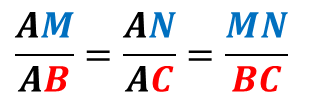 AM/AB = AN/AC = MN/BC